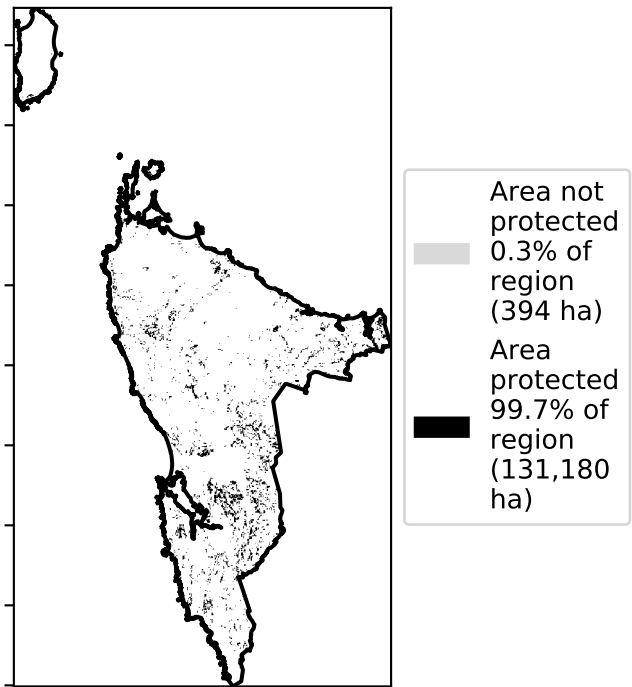 Area not
protected
0.3% of
region
(394 ha)
Area
protected
99.7% of
region
(131,180
ha)